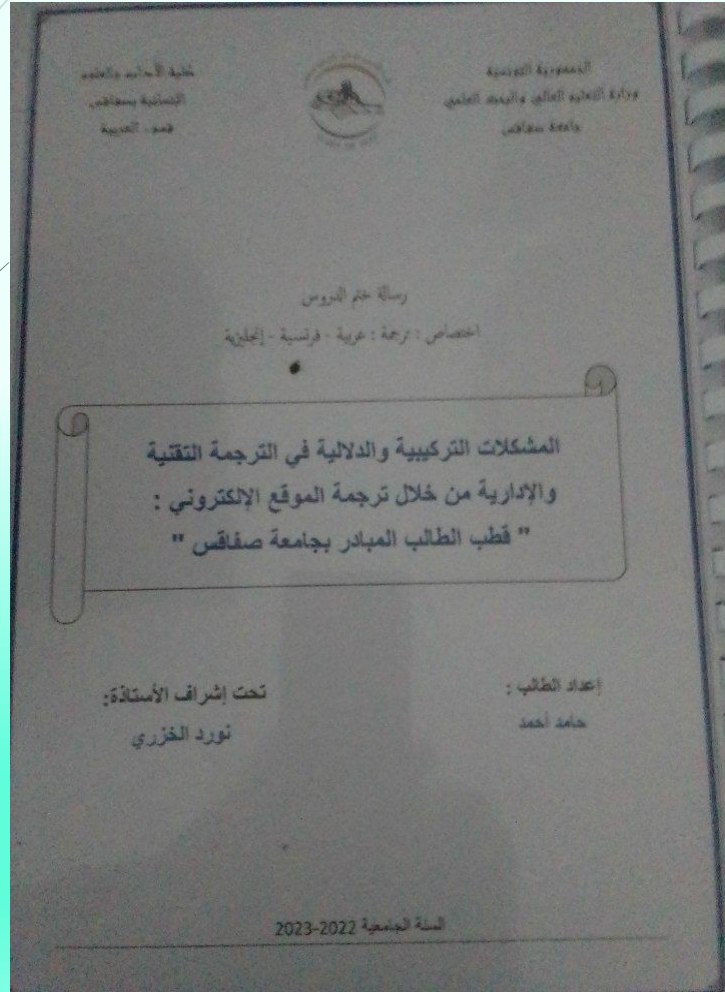 الجمهورية التونسية
وزارة التعليم العالي والبحث العلمي
جامعة صفاقس
كلية الآداب والعلوم
الإنسانية بصفاقس
قسم: العربية
رسالة ختم الدروس
اختصاص : ترجمة : عربية - فرنسية - إنجليزية
المشكلات التركيبية والدلالية في الترجمة التقنية
والإدارية من خلال ترجمة الموقع الإلكتروني :
" قطب الطالب المبادر بجامعة صفاقس "
إعداد الطالب :
حامد أحمد
تحت إشراف الأستاذة:
نورد الخزري
السنة الجامعية 2022-2023